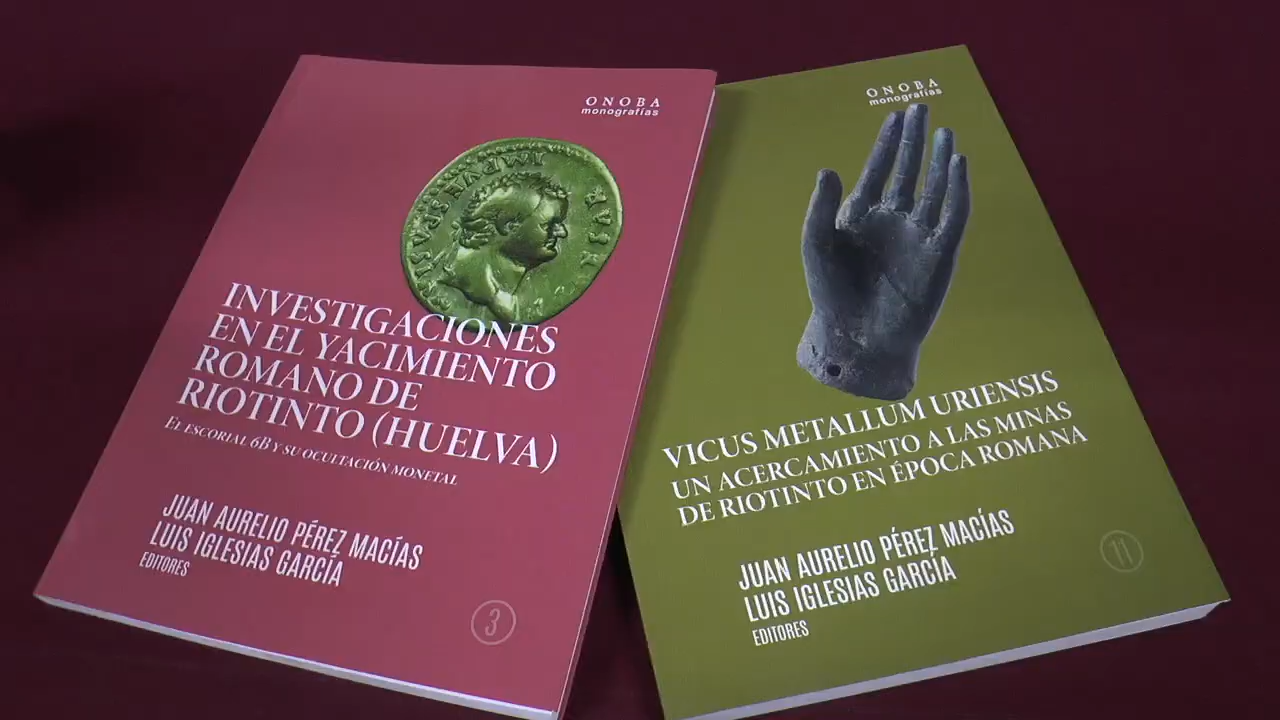 ONOBA
monografías
IMP VESPASI
INVESTIGACIONES
EN EL YACIMIENTO
ROMANO DE
RIOTINTO (HUELVA)
EL ESCORIAL 6B Y SU OCULTACIÓN MONETAL
JUAN AURELIO PÉREZ MACÍAS
LUIS IGLESIAS GARCÍA
EDITORES
3
ONOBA
monografías
VICUS METALLUM URIENSIS
UN ACERCAMIENTO A LAS MINAS
DE RIOTINTO EN ÉPOCA ROMANA
JUAN AURELIO PÉREZ MACÍAS
LUIS IGLESIAS GARCÍA
EDITORES
11